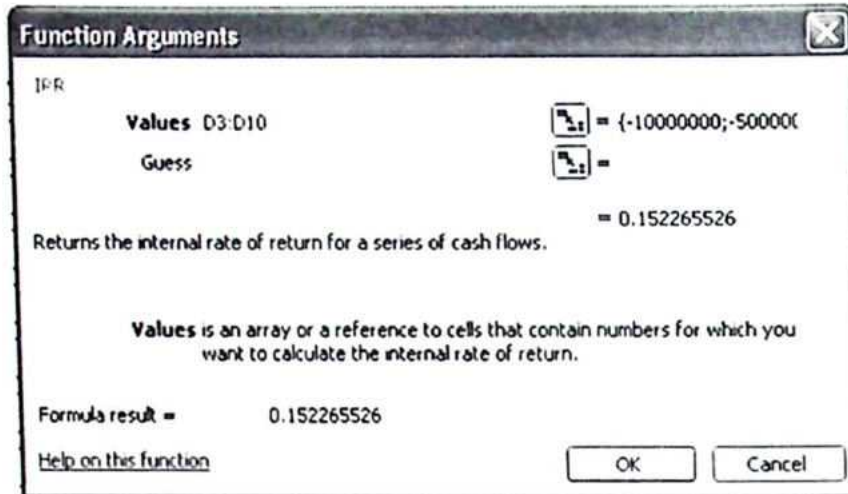 Function Arguments
IRR
Values D3:D10 = {-10000000;-500000(
Guess =
= 0.152265526
Returns the internal rate of return for a series of cash flows.
Values is an array or a reference to cells that contain numbers for which you
want to calculate the internal rate of return.
Formula result = 0.152265526
Help on this function OK Cancel